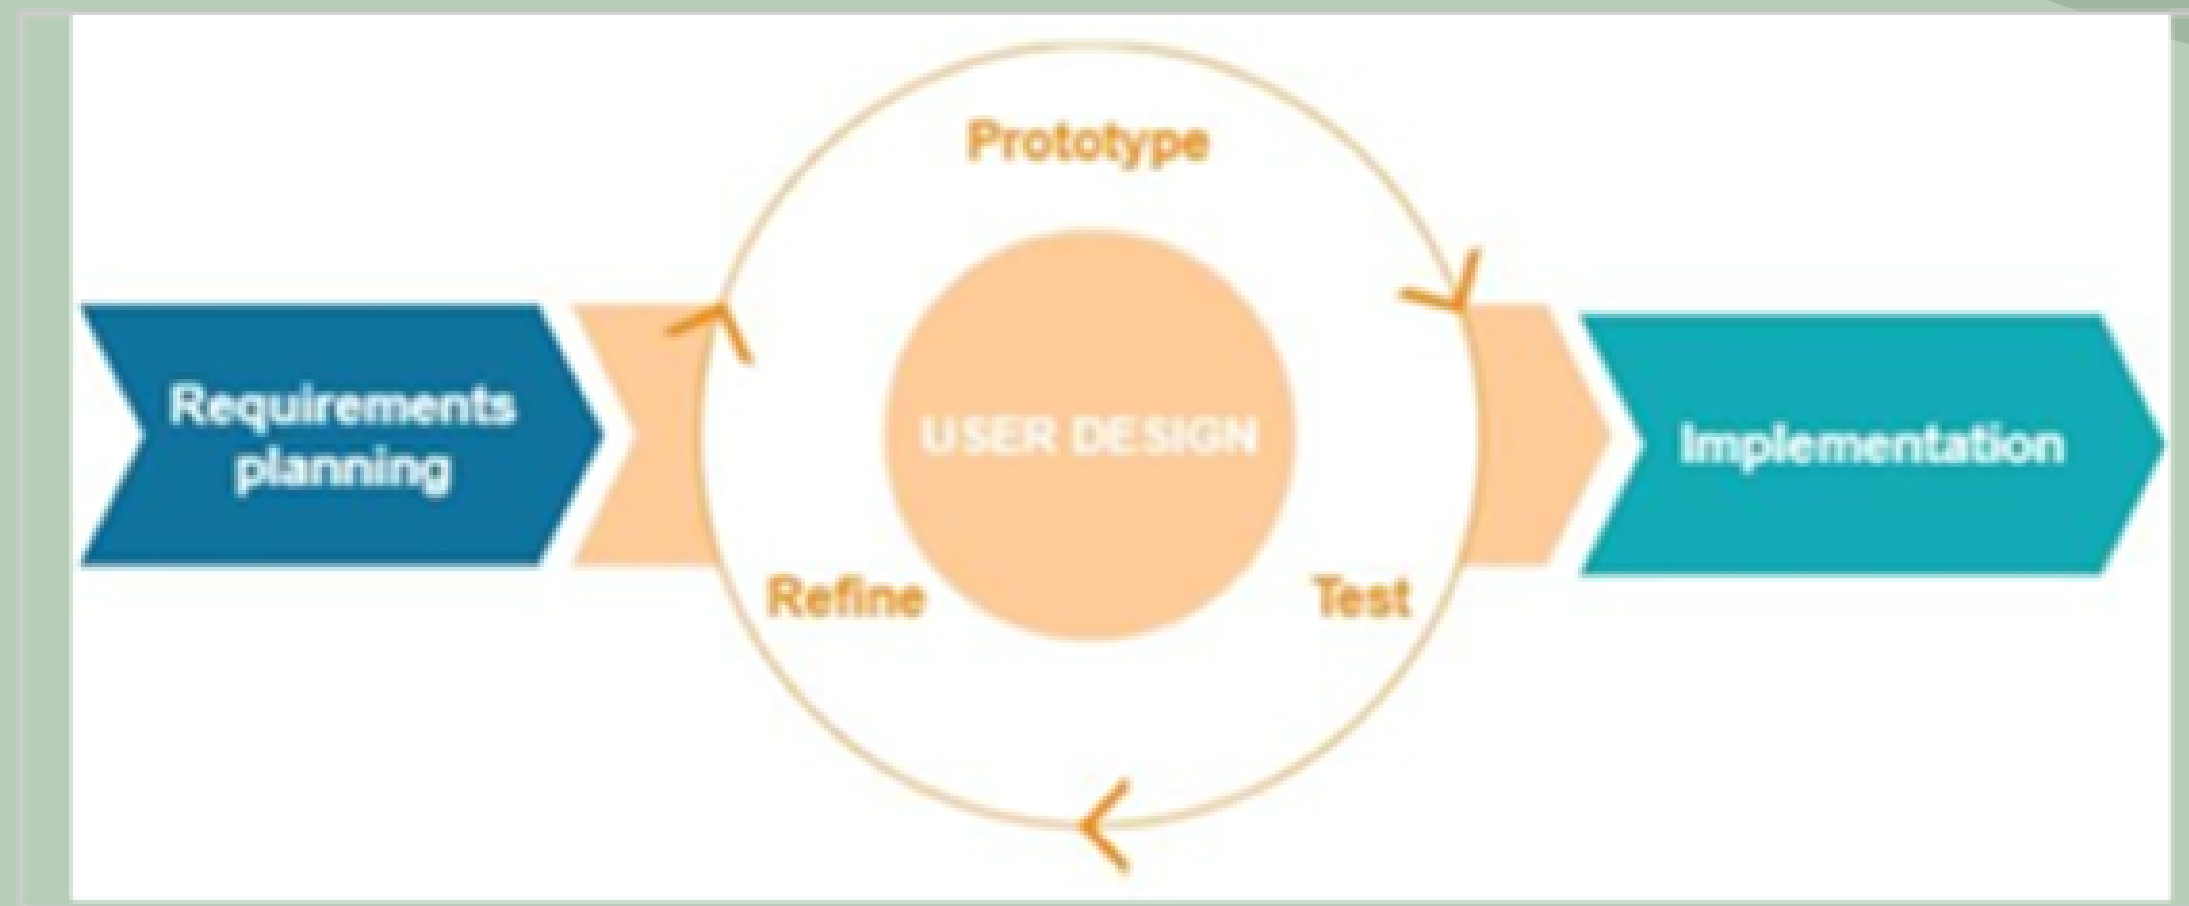 Prototype
Requirements
planning
USER DESIGN
Implementation
Refine
Test